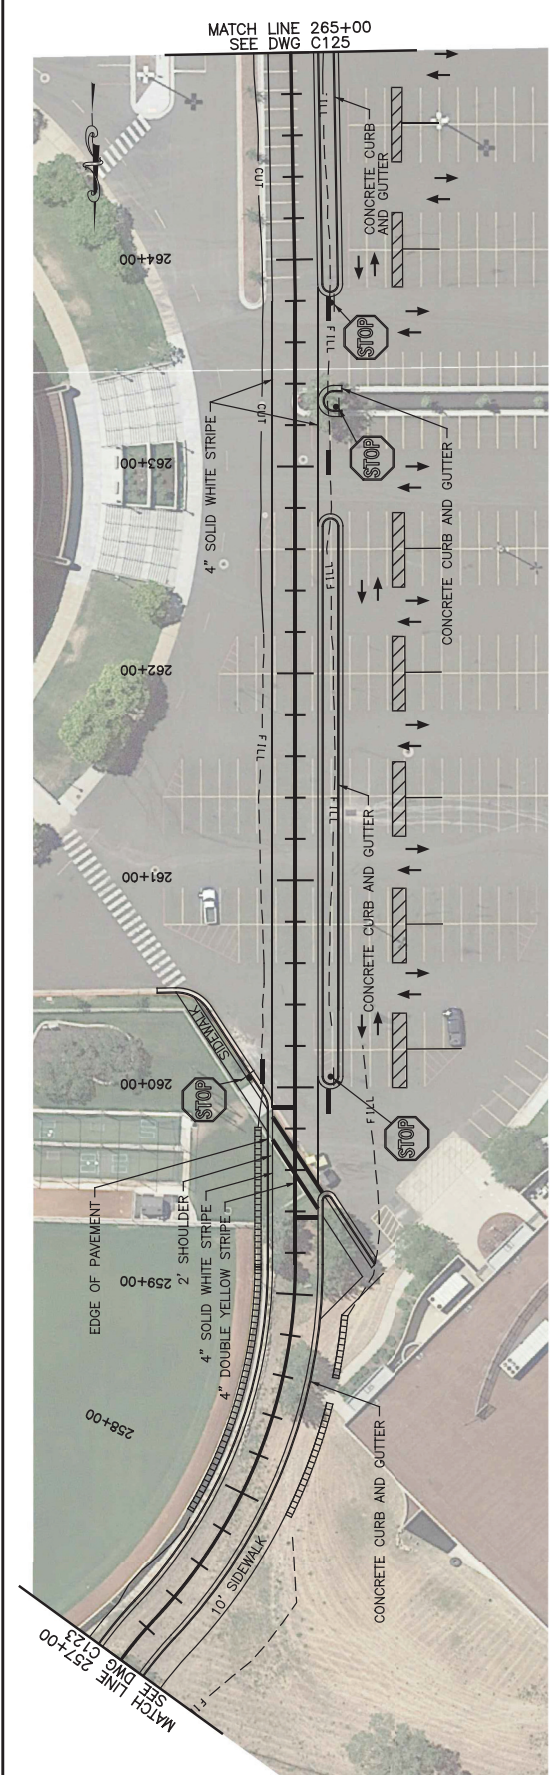 MATCH LINE 265+00
SEE DWG C125
FILL
CONCRETE CURB
AND GUTTER
CUT
264+00
STOP
FILL
CUT
4" SOLID WHITE STRIPE
STOP
263+00
CONCRETE CURB AND GUTTER
FILL
262+00
FILL
FILL
CONCRETE CURB AND GUTTER
261+00
SIDEWALK
260+00
STOP
FILL
STOP
EDGE OF PAVEMENT
2' SHOULDER
4" SOLID WHITE STRIPE
4" DOUBLE YELLOW STRIPE
259+00
258+00
CONCRETE CURB AND GUTTER
10' SIDEWALK
MATCH LINE 257+00
SEE DWG C123